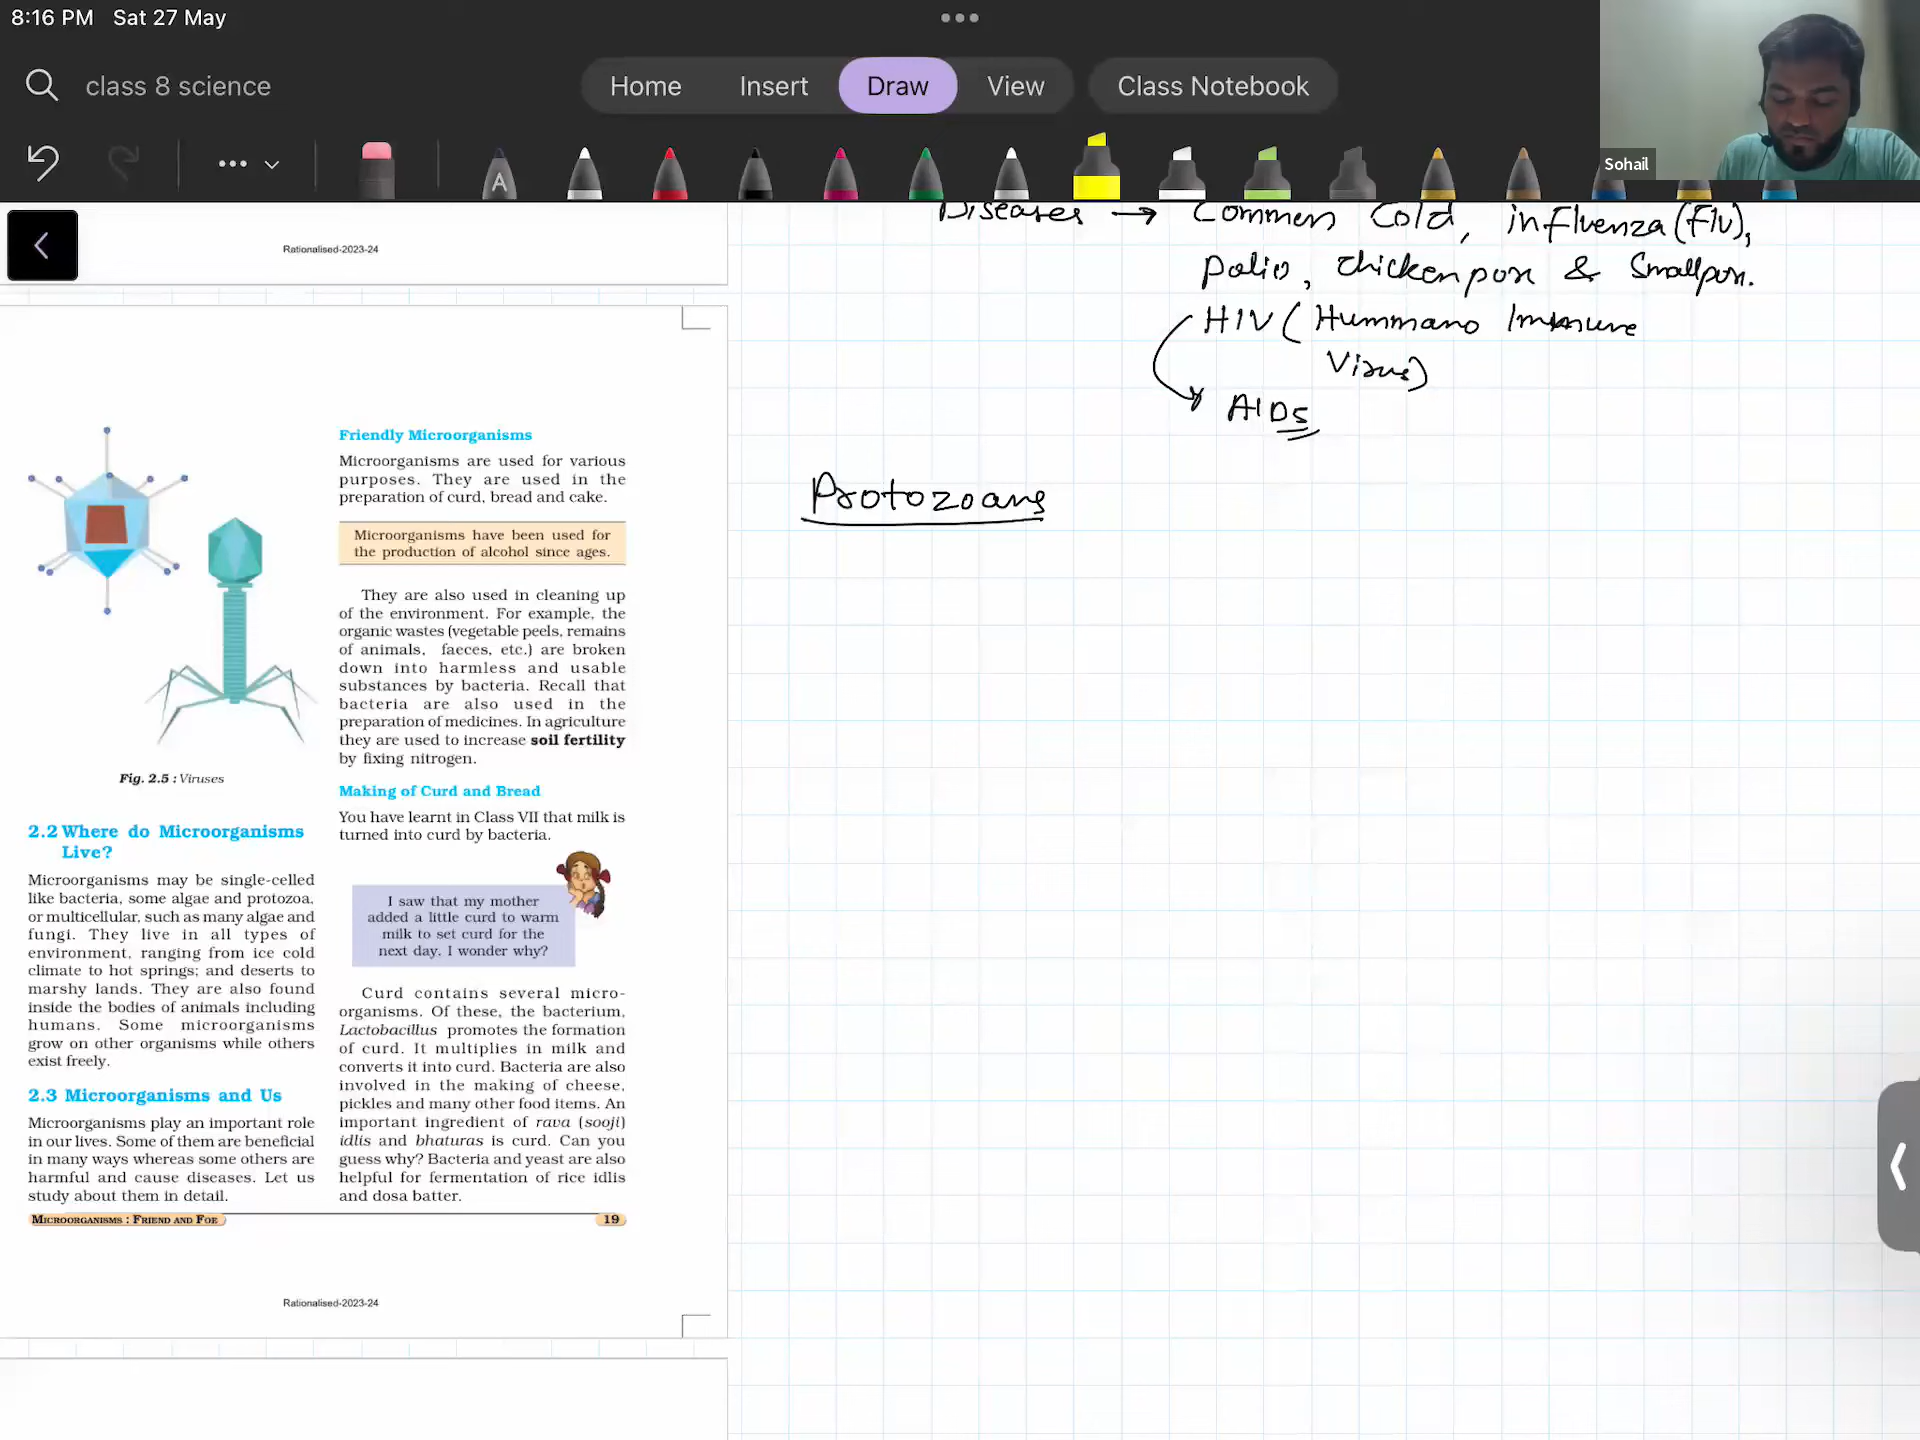 8:16 PM Sat 27 May
class 8 science
Home Insert Draw View Class Notebook
A
Sohail
Rationalised-2023-24
Fig. 2.5 : Viruses
2.2 Where do Microorganisms
Live?
Microorganisms may be single-celled
like bacteria, some algae and protozoa,
or multicellular, such as many algae and
fungi. They live in all types of
environment, ranging from ice cold
climate to hot springs; and deserts to
marshy lands. They are also found
inside the bodies of animals including
humans. Some microorganisms
grow on other organisms while others
exist freely.
2.3 Microorganisms and Us
Microorganisms play an important role
in our lives. Some of them are beneficial
in many ways whereas some others are
harmful and cause diseases. Let us
study about them in detail.
Friendly Microorganisms
Microorganisms are used for various
purposes. They are used in the
preparation of curd, bread and cake.
Microorganisms have been used for
the production of alcohol since ages.
They are also used in cleaning up
of the environment. For example, the
organic wastes (vegetable peels, remains
of animals, faeces, etc.) are broken
down into harmless and usable
substances by bacteria. Recall that
bacteria are also used in the
preparation of medicines. In agriculture
they are used to increase soil fertility
by fixing nitrogen.
Making of Curd and Bread
You have learnt in Class VII that milk is
turned into curd by bacteria.
I saw that my mother
added a little curd to warm
milk to set curd for the
next day. I wonder why?
Curd contains several micro-
organisms. Of these, the bacterium,
Lactobacillus promotes the formation
of curd. It multiplies in milk and
converts it into curd. Bacteria are also
involved in the making of cheese,
pickles and many other food items. An
important ingredient of rava (sooji)
idlis and bhaturas is curd. Can you
guess why? Bacteria and yeast are also
helpful for fermentation of rice idlis
and dosa batter.
Microorganisms : Friend and Foe
19
Rationalised-2023-24
Diseases → Common Cold, influenza (Flu),
polio, chickenpox & Smallpox.
HIV ( Hummano Immune
Virus)
AIDS
Protozoans